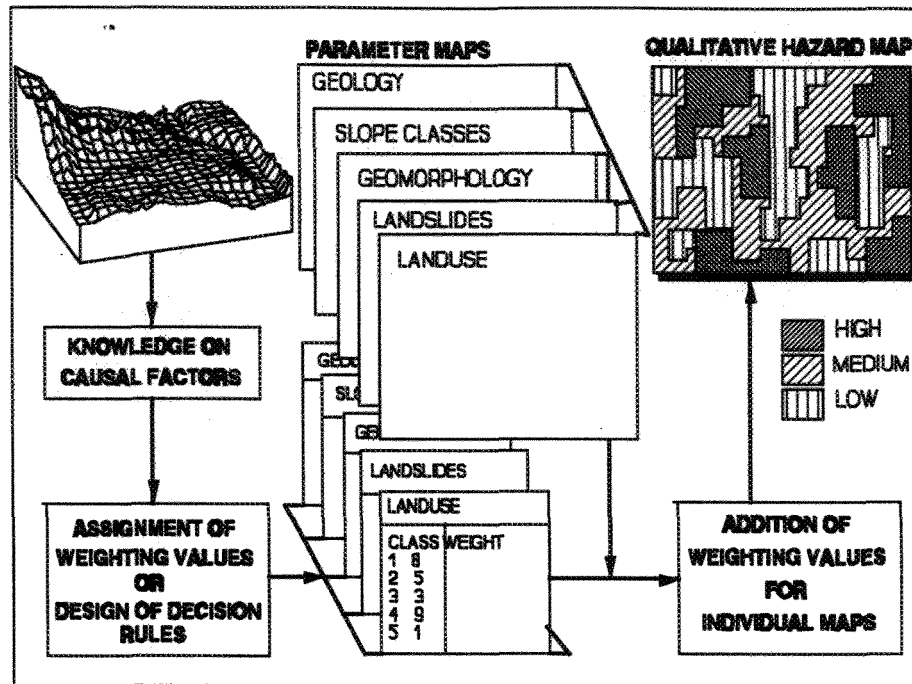 PARAMETER MAPS
GEOLOGY
SLOPE CLASSES
GEOMORPHOLOGY
LANDSLIDES
LANDUSE
QUALITATIVE HAZARD MAP
HIGH
MEDIUM
LOW
KNOWLEDGE ON
CAUSAL FACTORS
ASSIGNMENT OF
WEIGHTING VALUES
OR
DESIGN OF DECISION
RULES
SLO
LANDSLIDES
LANDUSE
CLASS WEIGHT
1 8
2 5
3 3
4 9
5 1
ADDITION OF
WEIGHTING VALUES
FOR
INDIVIDUAL MAPS